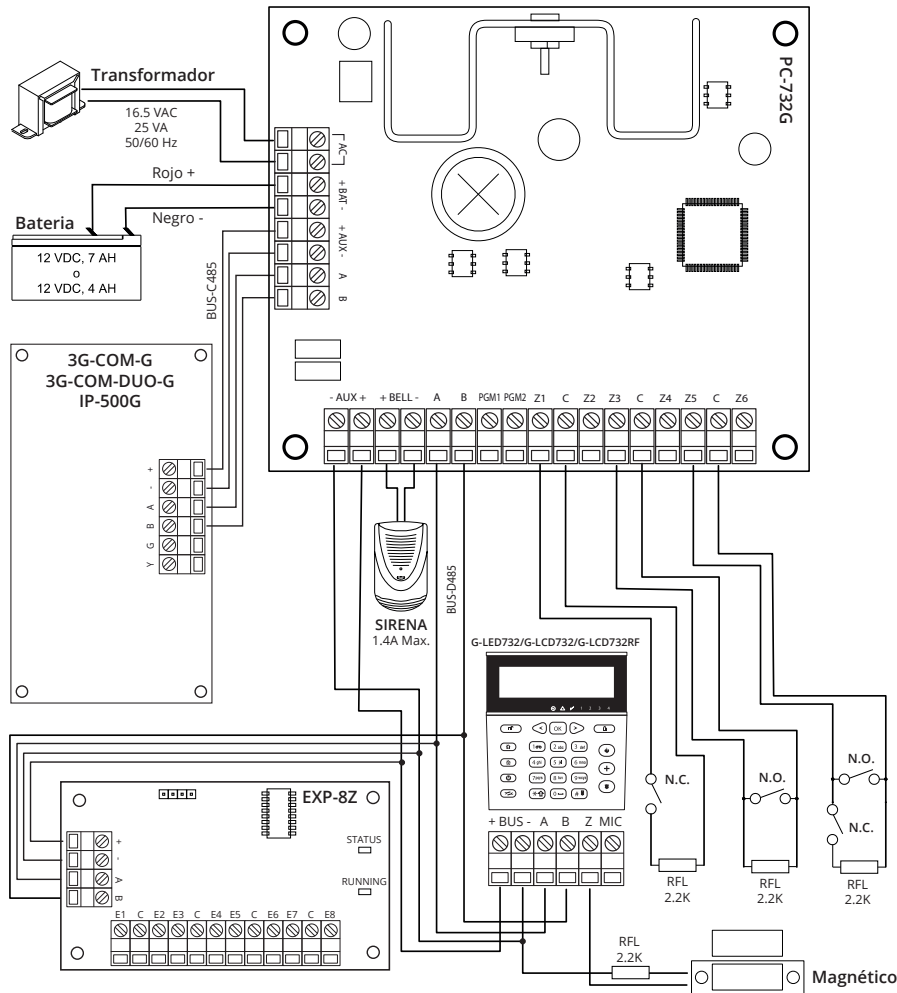 Transformador
16.5 VAC
25 VA
50/60 Hz
PC-732G
Rojo +
Negro -
Bateria
12 VDC, 7 AH
o
12 VDC, 4 AH
AC
+ BAT -
+ AUX -
A
B
BUS-C485
3G-COM-G
3G-COM-DUO-G
IP-500G
+
-
A
B
G
Y
- AUX + + BELL - A B PGM1 PGM2 Z1 C Z2 Z3 C Z4 Z5 C Z6
SIRENA
1.4A Max.
BUS-D485
G-LED732/G-LCD732/G-LCD732RF
OK
+ BUS - A B Z MIC
N.C.
RFL
2.2K
N.O.
RFL
2.2K
N.O.
N.C.
RFL
2.2K
EXP-8Z
STATUS
RUNNING
+
-
A
B
E1 C E2 E3 C E4 E5 C E6 E7 C E8
RFL
2.2K
Magnético